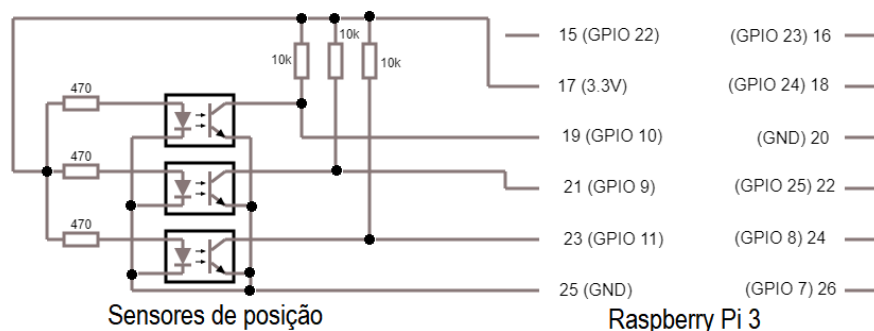 10k
470
10k
10k
15 (GPIO 22)
(GPIO 23) 16
17 (3.3V)
(GPIO 24) 18
19 (GPIO 10)
(GND) 20
470
21 (GPIO 9)
(GPIO 25) 22
470
23 (GPIO 11)
(GPIO 8) 24
25 (GND)
(GPIO 7) 26
Sensores de posição
Raspberry Pi 3